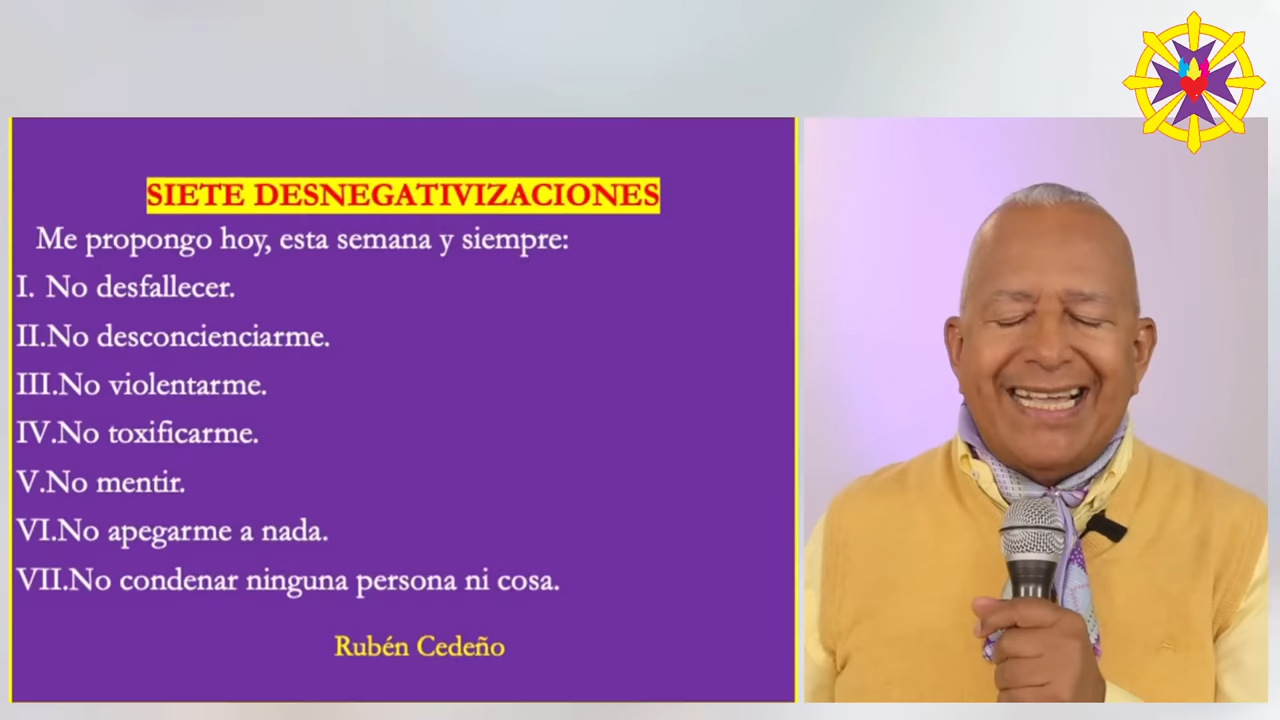 SIETE DESNEGATIVIZACIONES
Me propongo hoy, esta semana y siempre:
I. No desfallecer.
II.No desconcienciarme.
III.No violentarme.
IV.No toxificarme.
V.No mentir.
VI.No apegarme a nada.
VII.No condenar ninguna persona ni cosa.
Rubén Cedeño